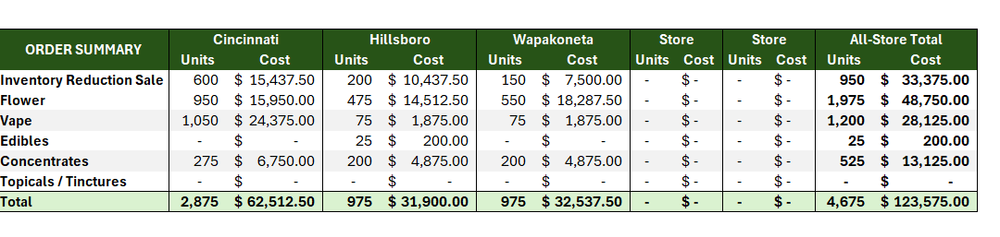 ORDER SUMMARY Cincinnati Hillsboro Wapakoneta Store Store All-Store Total
Units Cost Units Cost Units Cost Units Cost Units Cost Units Cost
Inventory Reduction Sale 600 $ 15,437.50 200 $ 10,437.50 150 $ 7,500.00 - $ - - $ - 950 $ 33,375.00
Flower 950 $ 15,950.00 475 $ 14,512.50 550 $ 18,287.50 - $ - - $ - 1,975 $ 48,750.00
Vape 1,050 $ 24,375.00 75 $ 1,875.00 75 $ 1,875.00 - $ - - $ - 1,200 $ 28,125.00
Edibles - $ - 25 $ 200.00 - $ - - $ - - $ - 25 $ 200.00
Concentrates 275 $ 6,750.00 200 $ 4,875.00 200 $ 4,875.00 - $ - - $ - 525 $ 13,125.00
Topicals / Tinctures - $ - - $ - - $ - - $ - - $ - - $ -
Total 2,875 $ 62,512.50 975 $ 31,900.00 975 $ 32,537.50 - $ - - $ - 4,675 $ 123,575.00